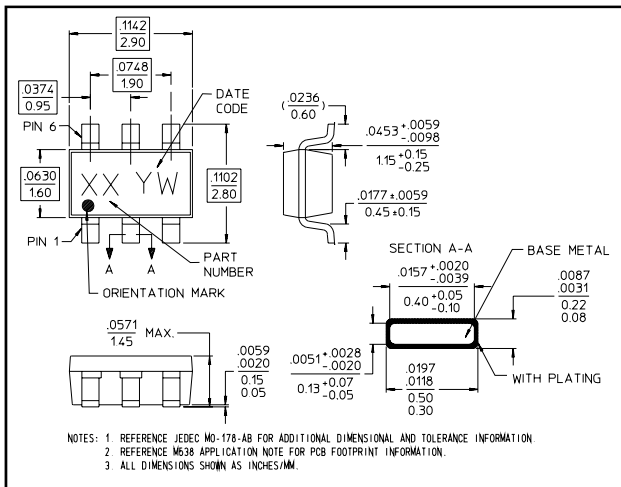 .1142
2.90
.0748
1.90
.0374
0.95
DATE
CODE
PIN 6
(.0236
0.60)
.0453 +.0059
-.0098
1.15 +0.15
-0.25
.0630
1.60
XX YW
.1102
2.80
.0177 ±.0059
0.45 ±0.15
PIN 1
A A
PART
NUMBER
ORIENTATION MARK
SECTION A-A
BASE METAL
.0157 +.0020
-.0039
0.40 +0.05
-0.10
.0087
.0031
0.22
0.08
.0571
1.45 MAX.
.0059
.0020
0.15
0.05
.0051 +.0028
-.0020
0.13 +0.07
-0.05
.0197
.0118
0.50
0.30
WITH PLATING
NOTES: 1. REFERENCE JEDEC MO-178-AB FOR ADDITIONAL DIMENSIONAL AND TOLERANCE INFORMATION.
2. REFERENCE M538 APPLICATION NOTE FOR PCB FOOTPRINT INFORMATION.
3. ALL DIMENSIONS SHOWN AS INCHES/MM.